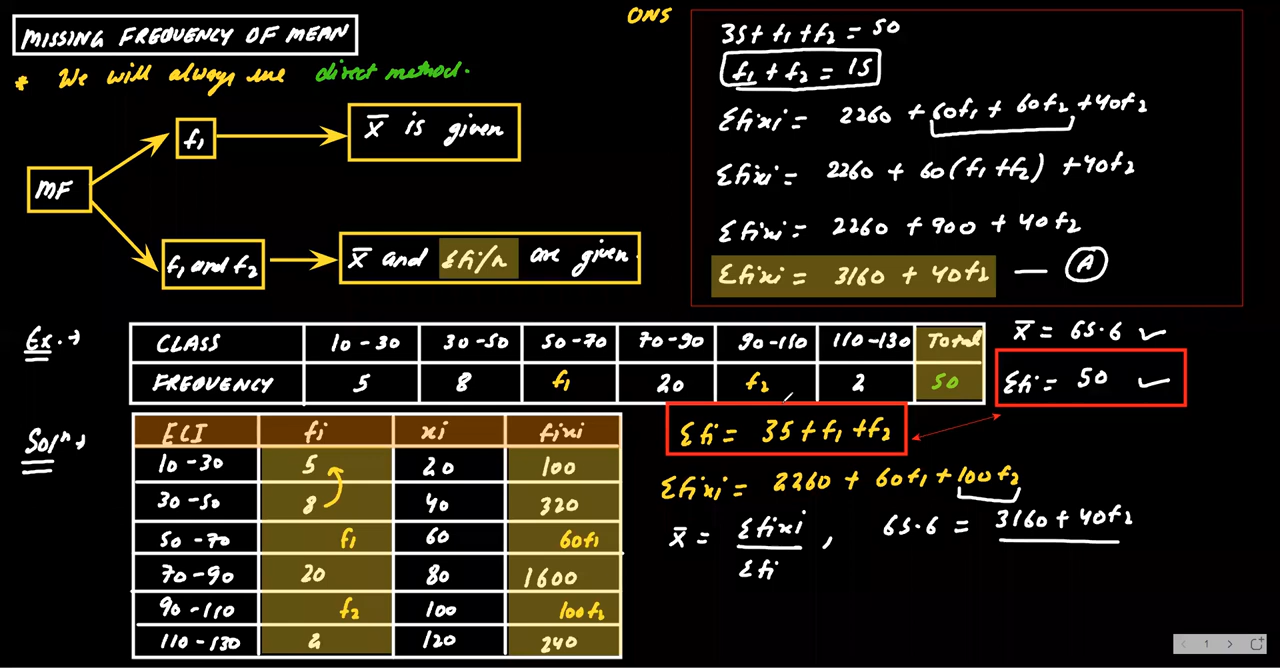 MISSING FREQUENCY OF MEAN
* We will always use direct method.
MF
f₁
x̄ is given
f₁ and f₂
x̄ and Σfi/n are given.
ONS
35 + f₁ + f₂ = 50
f₁ + f₂ = 15
Σfixi = 2260 + 60f₁ + 60f₂ + 40f₂
Σfixi = 2260 + 60(f₁ + f₂) + 40f₂
Σfixi = 2260 + 900 + 40f₂
Σfixi = 3160 + 40f₂ — A
Ex. →
CLASS 10-30 30-50 50-70 70-90 90-110 110-130 Total
FREQUENCY 5 8 f₁ 20 f₂ 2 50
x̄ = 65.6 ✓
Σfi = 50 ✓
Solⁿ →
ECI fi xi fixi
10-30 5 20 100
30-50 8 40 320
50-70 f₁ 60 60f₁
70-90 20 80 1600
90-110 f₂ 100 100f₂
110-130 2 120 240
Σfi = 35 + f₁ + f₂
Σfixi = 2260 + 60f₁ + 100f₂
x̄ = Σfixi / Σfi , 65.6 = 3160 + 40f₂
1